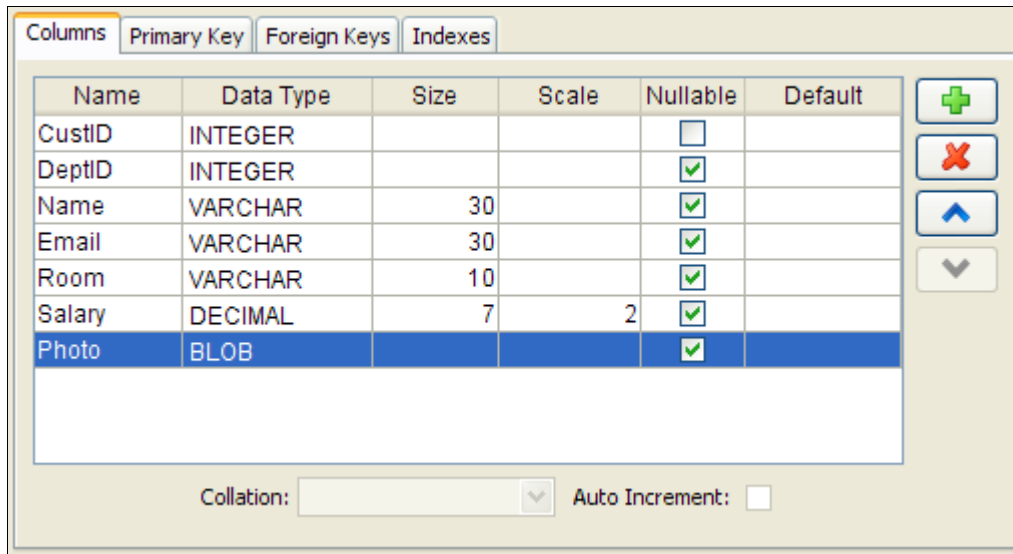 Columns Primary Key Foreign Keys Indexes
Name Data Type Size Scale Nullable Default
CustID INTEGER
DeptID INTEGER
Name VARCHAR 30
Email VARCHAR 30
Room VARCHAR 10
Salary DECIMAL 7 2
Photo BLOB
Collation: Auto Increment: